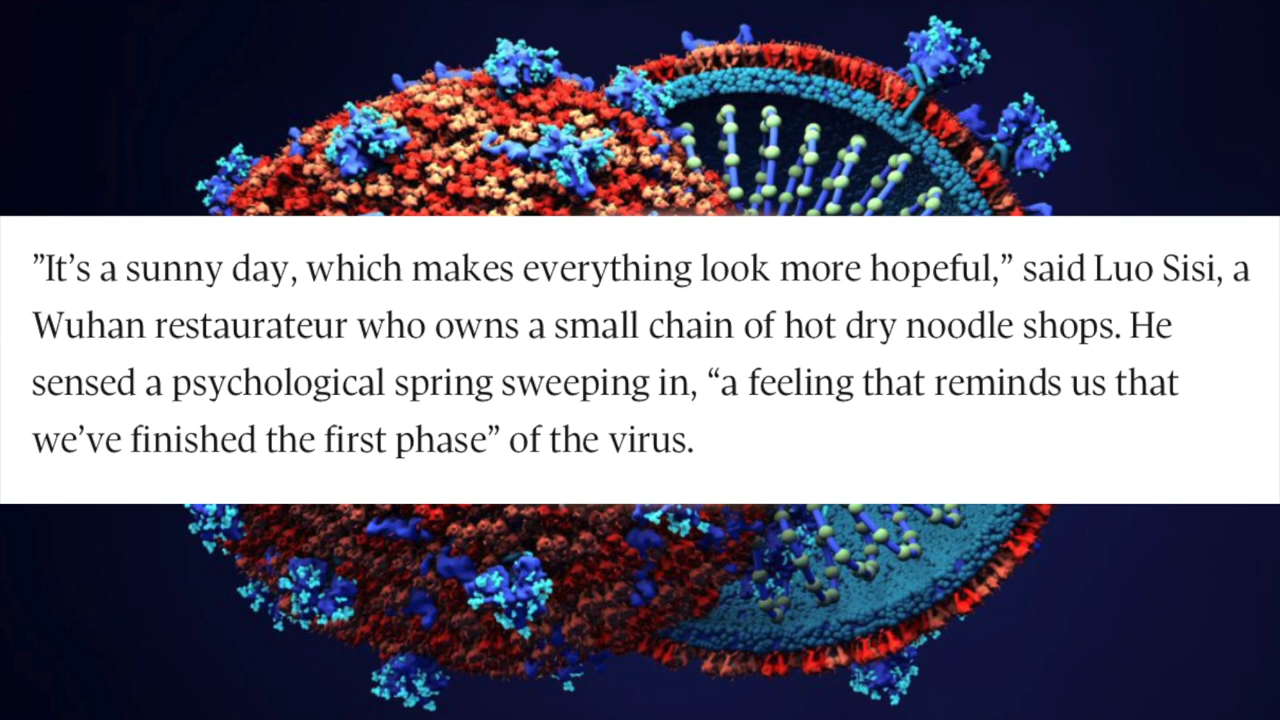 ”It’s a sunny day, which makes everything look more hopeful,” said Luo Sisi, a
Wuhan restaurateur who owns a small chain of hot dry noodle shops. He
sensed a psychological spring sweeping in, “a feeling that reminds us that
we’ve finished the first phase” of the virus.